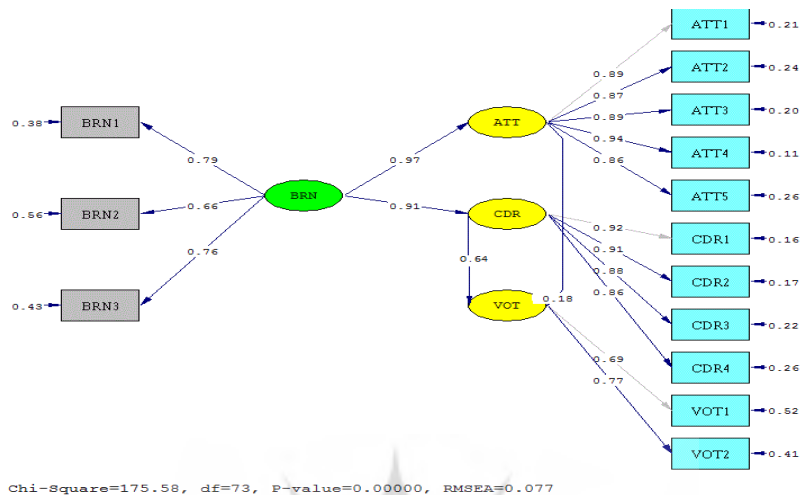 ATT1 0.21
0.89
ATT2 0.24
0.87
ATT3 0.20
0.89
ATT4 0.11
0.94
ATT5 0.26
0.86
0.38 BRN1
0.79
0.56 BRN2
0.66
0.43 BRN3
0.76
BRN
0.97
ATT
0.91
CDR
0.64
VOT
0.18
CDR1 0.16
0.92
CDR2 0.17
0.91
CDR3 0.22
0.88
CDR4 0.26
0.86
VOT1 0.52
0.69
VOT2 0.41
0.77
Chi-Square=175.58, df=73, P-value=0.00000, RMSEA=0.077